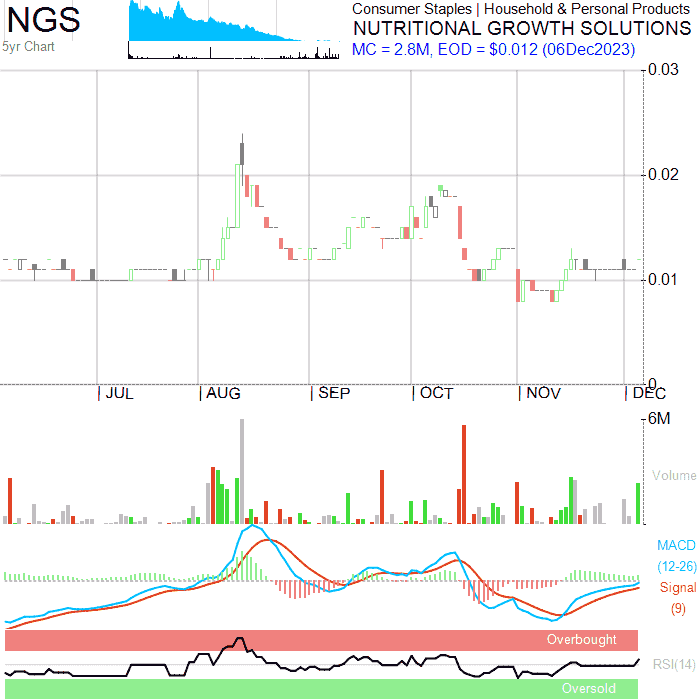 NGS
5yr Chart
Consumer Staples | Household & Personal Products
NUTRITIONAL GROWTH SOLUTIONS
MC = 2.8M, EOD = $0.012 (06Dec2023)
0.03
0.02
0.01
0
| JUL | AUG | SEP | OCT | NOV | DEC
6M
Volume
MACD
(12-26)
Signal
(9)
Overbought
RSI(14)
Oversold